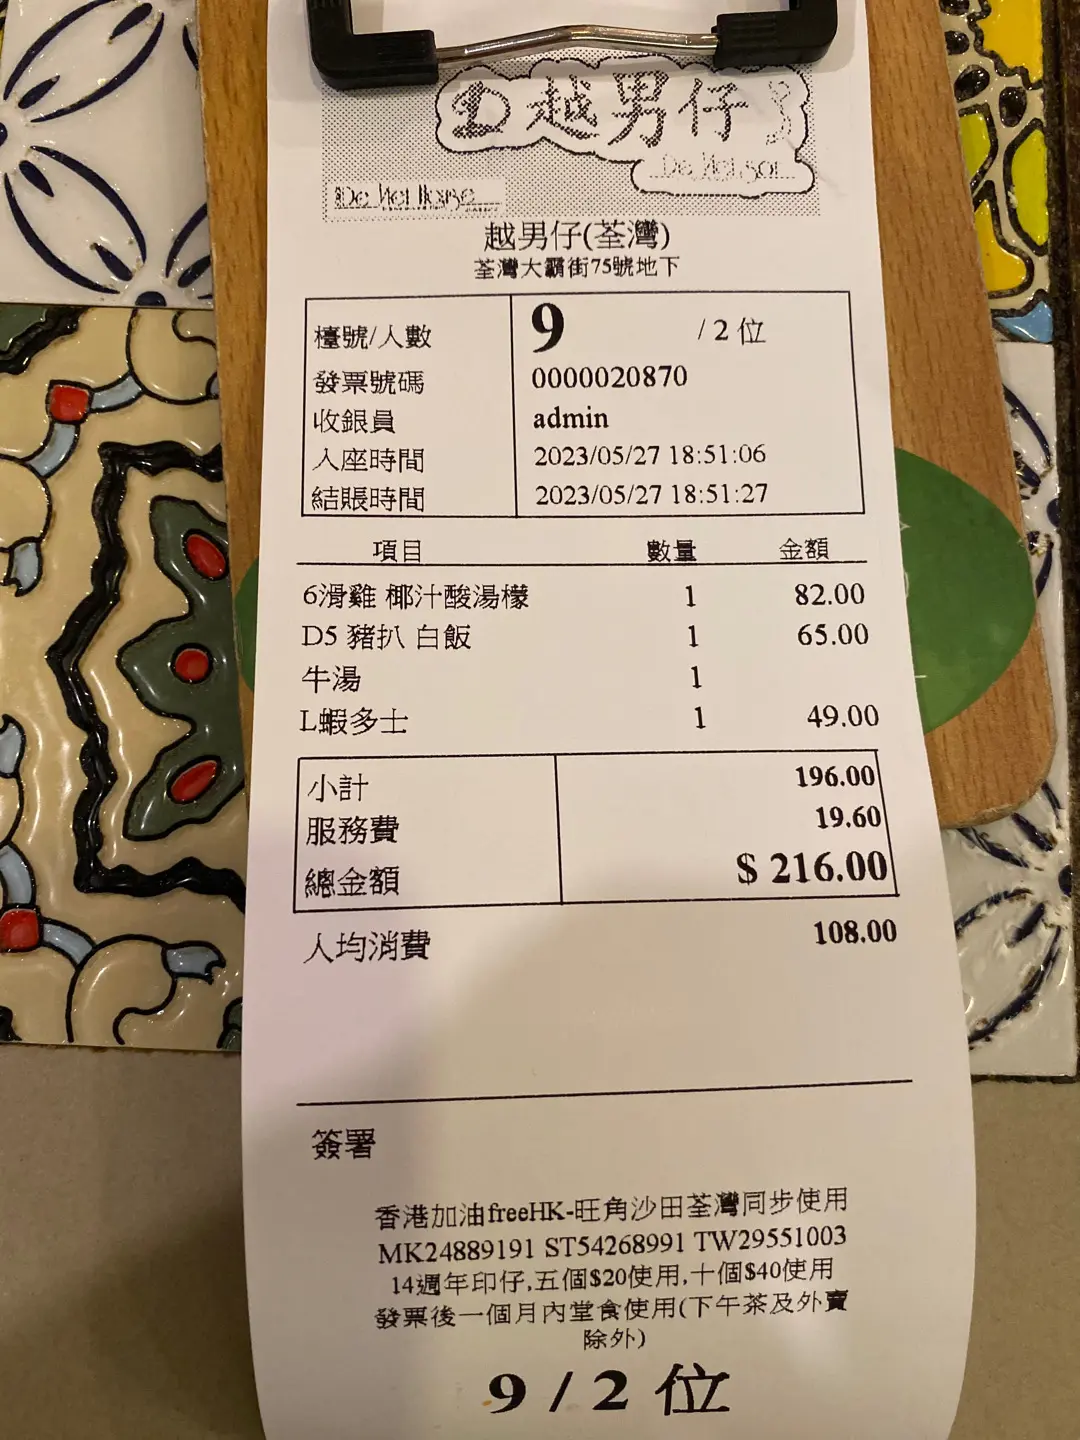 越男仔
De Viet Boy
De Viet House
越男仔(荃灣)
荃灣大霸街75號地下
檯號/人數 9 / 2 位
發票號碼 0000020870
收銀員 admin
入座時間 2023/05/27 18:51:06
結賬時間 2023/05/27 18:51:27
項目 數量 金額
6滑雞 椰汁酸湯檬 1 82.00
D5 豬扒 白飯 1 65.00
牛湯 1
L蝦多士 1 49.00
小計 196.00
服務費 19.60
總金額 $ 216.00
人均消費 108.00
簽署
香港加油freeHK-旺角沙田荃灣同步使用
MK24889191 ST54268991 TW29551003
14週年印仔,五個$20使用,十個$40使用
發票後一個月內堂食使用(下午茶及外賣
除外)
9 / 2 位